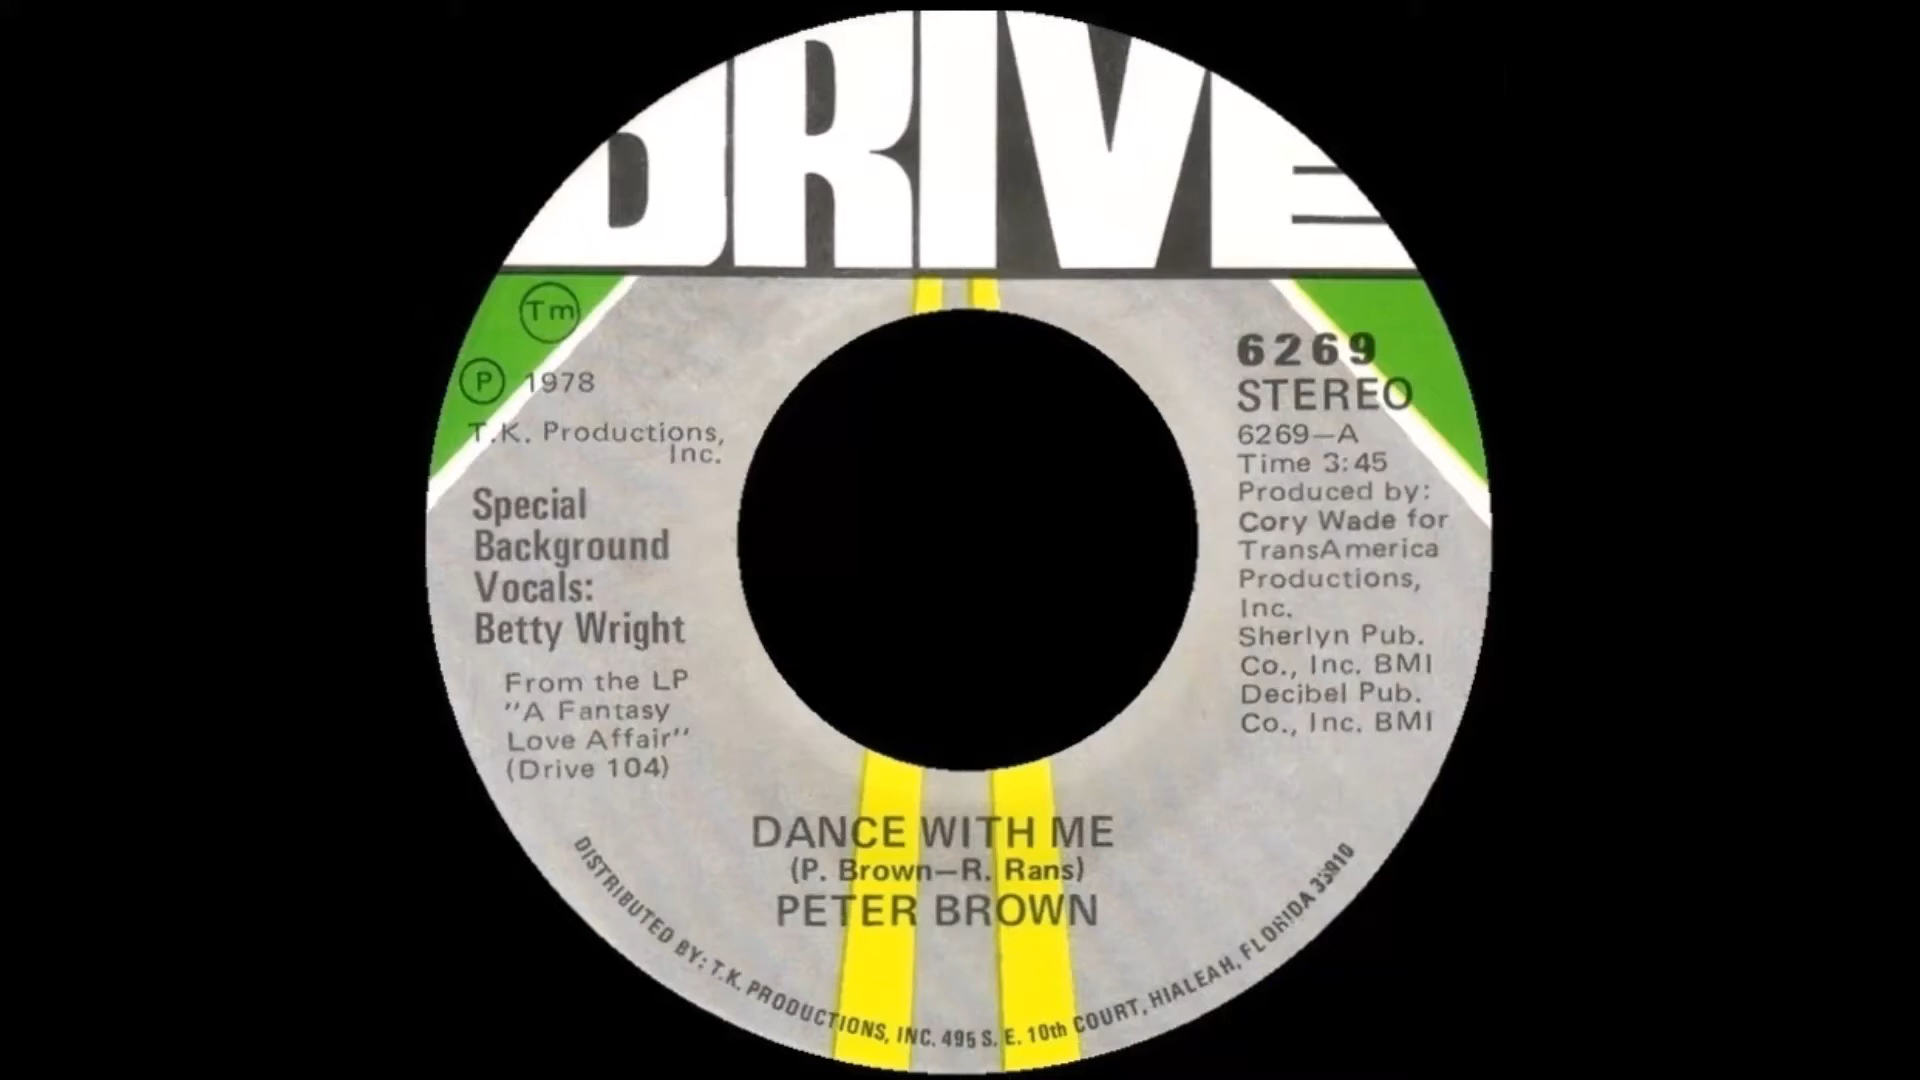 DRIVE
Tm
P 1978
T.K. Productions,
Inc.
Special
Background
Vocals:
Betty Wright
From the LP
"A Fantasy
Love Affair"
(Drive 104)
6269
STEREO
6269—A
Time 3:45
Produced by:
Cory Wade for
TransAmerica
Productions,
Inc.
Sherlyn Pub.
Co., Inc. BMI
Decibel Pub.
Co., Inc. BMI
DANCE WITH ME
(P. Brown—R. Rans)
PETER BROWN
DISTRIBUTED BY: T.K. PRODUCTIONS, INC. 495 S. E. 10th COURT, HIALEAH, FLORIDA